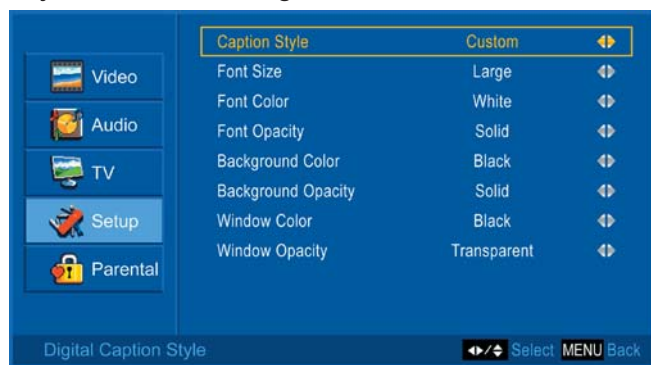 Video
Audio
TV
Setup
Parental
Caption Style Custom
Font Size Large
Font Color White
Font Opacity Solid
Background Color Black
Background Opacity Solid
Window Color Black
Window Opacity Transparent
Digital Caption Style Select MENU Back